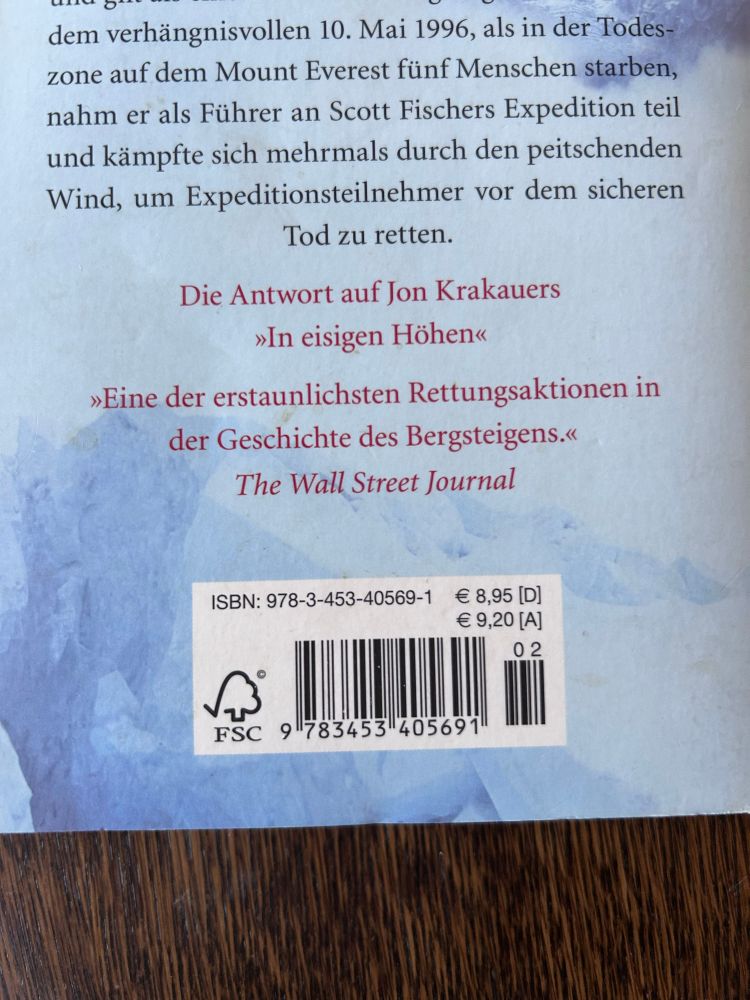 dem verhängnisvollen 10. Mai 1996, als in der Todes-
zone auf dem Mount Everest fünf Menschen starben,
nahm er als Führer an Scott Fischers Expedition teil
und kämpfte sich mehrmals durch den peitschenden
Wind, um Expeditionsteilnehmer vor dem sicheren
Tod zu retten.
Die Antwort auf Jon Krakauers
»In eisigen Höhen«
»Eine der erstaunlichsten Rettungsaktionen in
der Geschichte des Bergsteigens.«
The Wall Street Journal
ISBN: 978-3-453-40569-1 € 8,95 [D]
€ 9,20 [A]
0 2
©
FSC
9 783453 405691